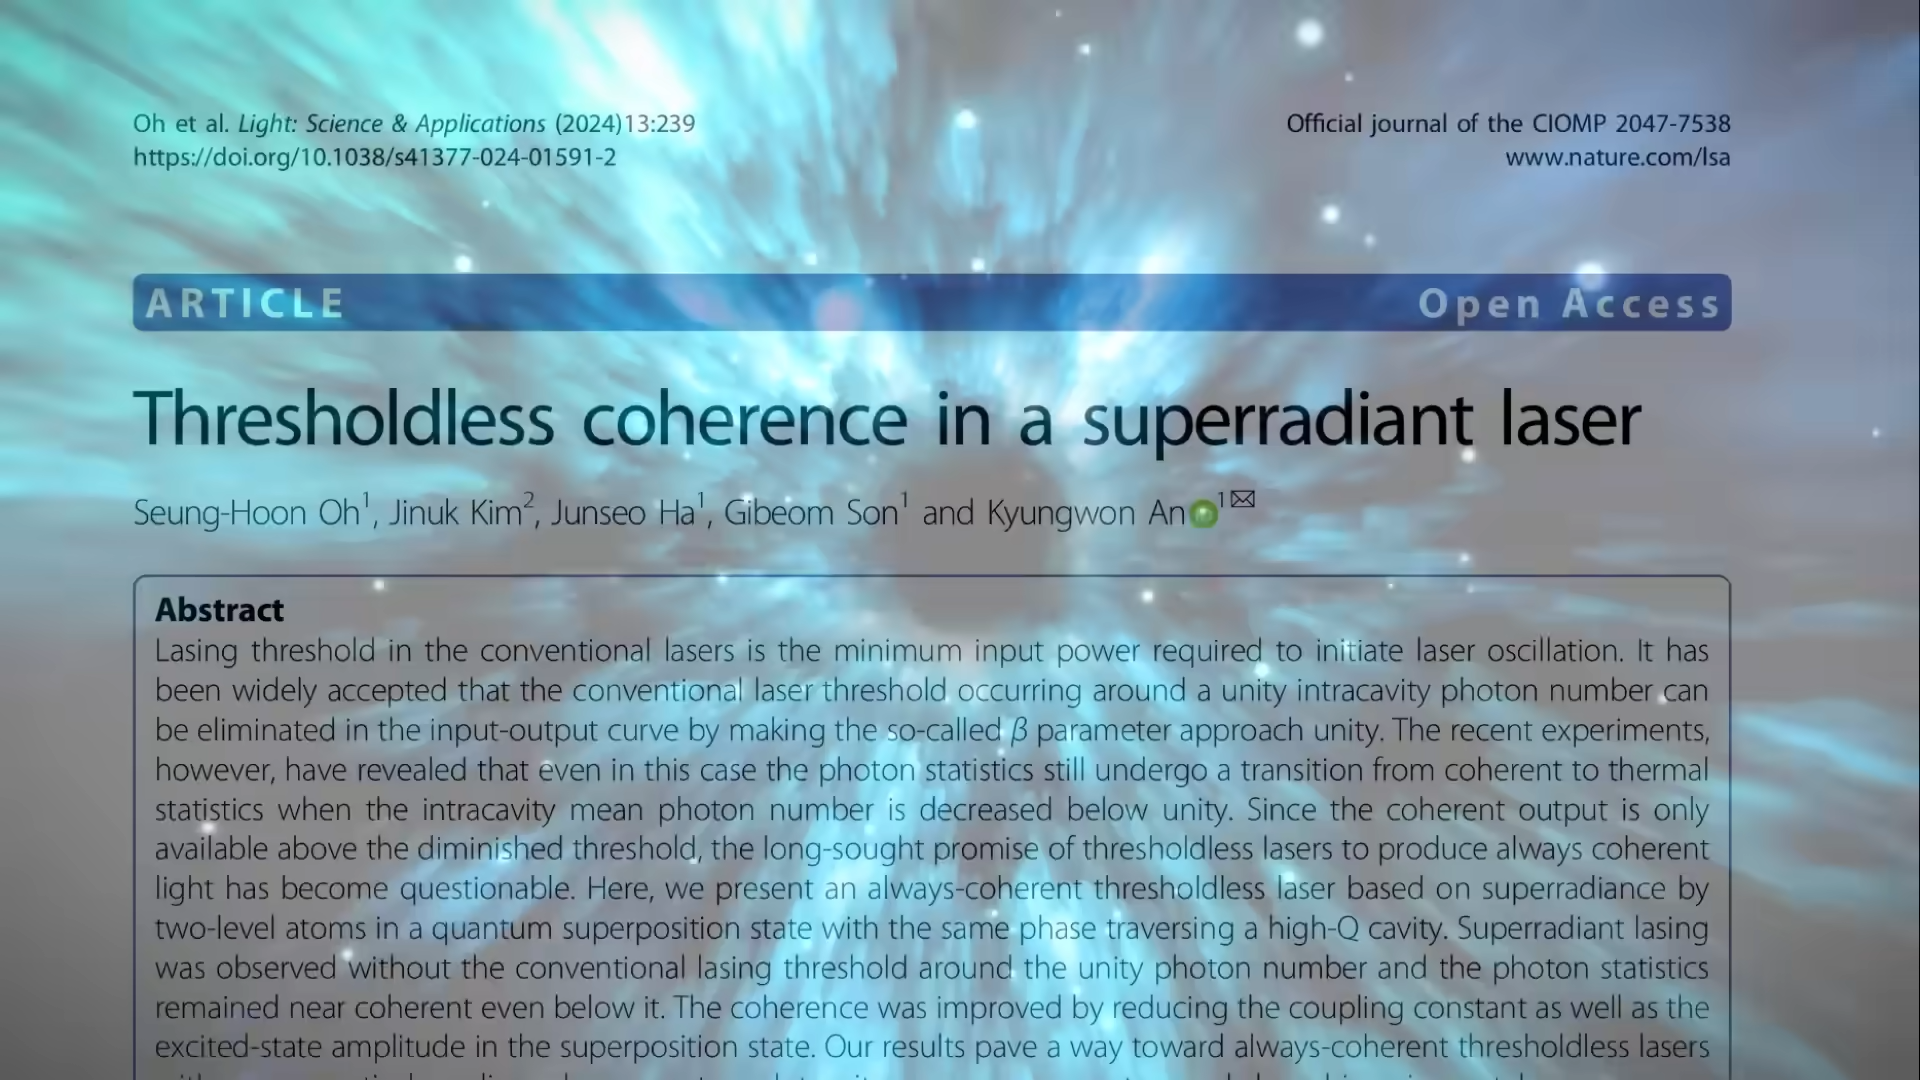 Oh et al. Light: Science & Applications (2024)13:239
https://doi.org/10.1038/s41377-024-01591-2
Official journal of the CIOMP 2047-7538
www.nature.com/lsa
ARTICLE
Open Access
Thresholdless coherence in a superradiant laser
Seung-Hoon Oh1, Jinuk Kim2, Junseo Ha1, Gibeom Son1 and Kyungwon An iD 1✉
Abstract
Lasing threshold in the conventional lasers is the minimum input power required to initiate laser oscillation. It has
been widely accepted that the conventional laser threshold occurring around a unity intracavity photon number can
be eliminated in the input-output curve by making the so-called β parameter approach unity. The recent experiments,
however, have revealed that even in this case the photon statistics still undergo a transition from coherent to thermal
statistics when the intracavity mean photon number is decreased below unity. Since the coherent output is only
available above the diminished threshold, the long-sought promise of thresholdless lasers to produce always coherent
light has become questionable. Here, we present an always-coherent thresholdless laser based on superradiance by
two-level atoms in a quantum superposition state with the same phase traversing a high-Q cavity. Superradiant lasing
was observed without the conventional lasing threshold around the unity photon number and the photon statistics
remained near coherent even below it. The coherence was improved by reducing the coupling constant as well as the
excited-state amplitude in the superposition state. Our results pave a way toward always-coherent thresholdless lasers